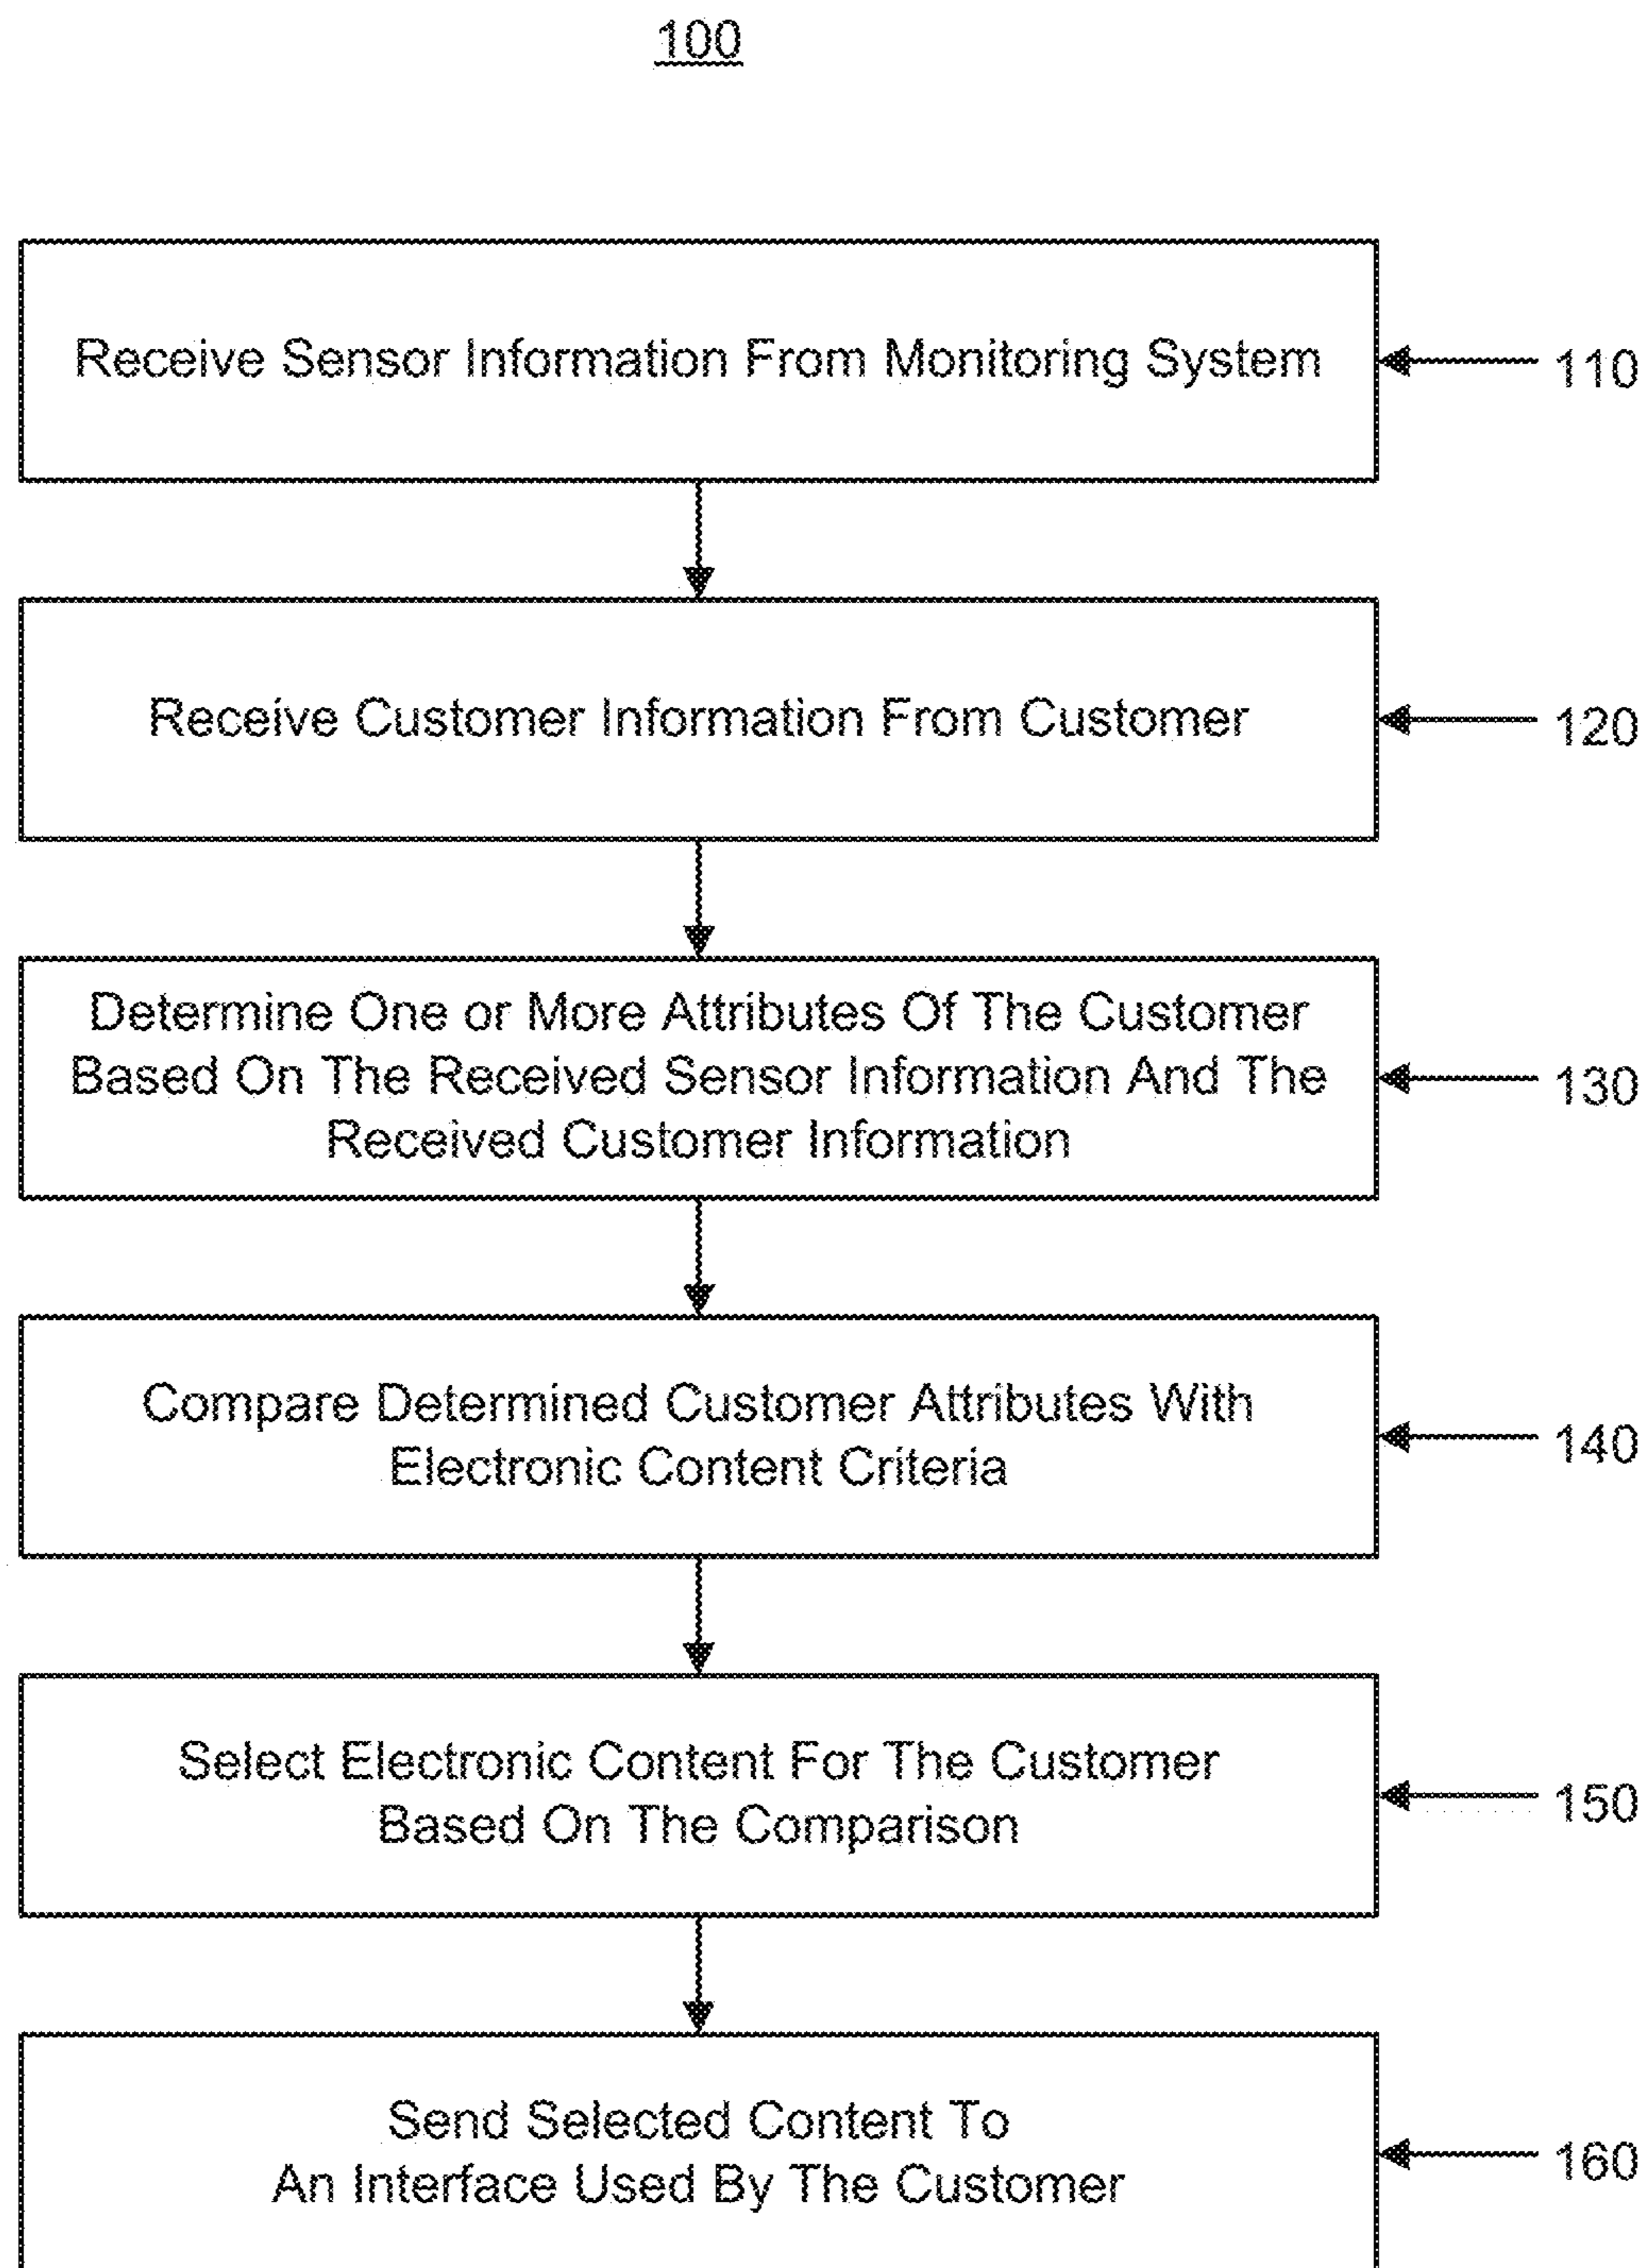 100
Receive Sensor Information From Monitoring System
110
Receive Customer Information From Customer
120
Determine One or More Attributes Of The Customer
Based On The Received Sensor Information And The
Received Customer Information
130
Compare Determined Customer Attributes With
Electronic Content Criteria
140
Select Electronic Content For The Customer
Based On The Comparison
150
Send Selected Content To
An Interface Used By The Customer
160